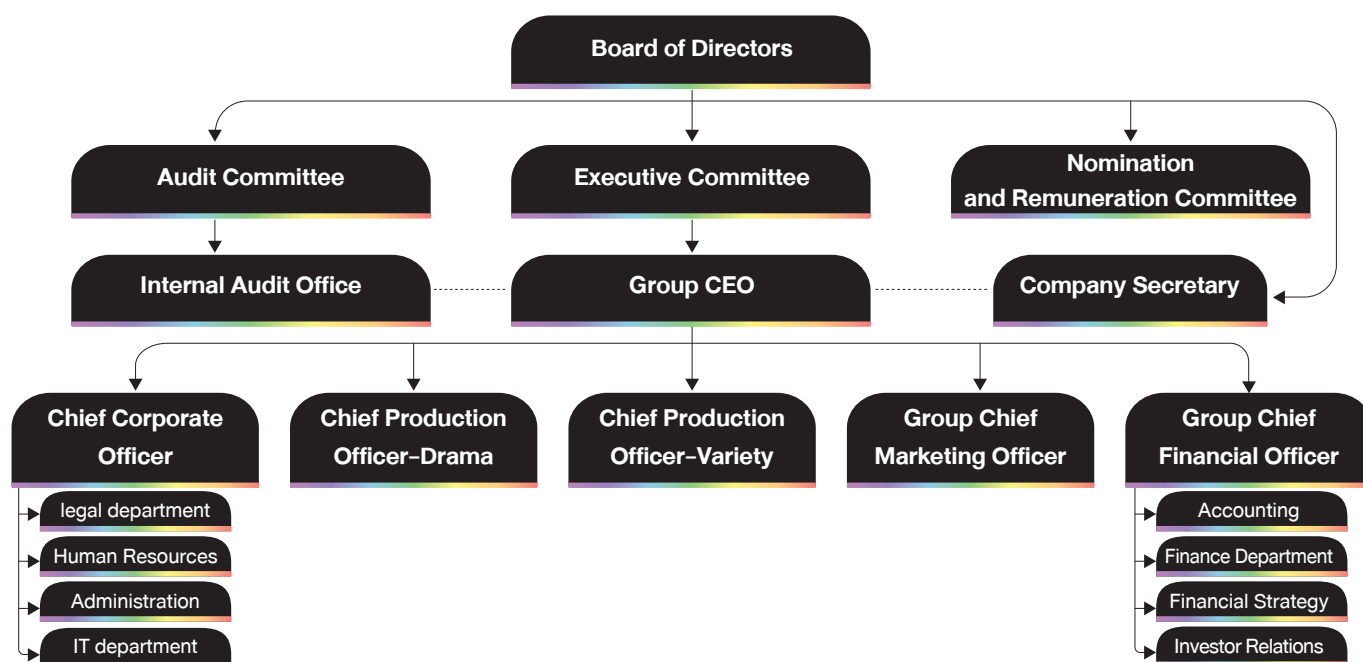 Board of Directors
Audit Committee
Executive Committee
Nomination
and Remuneration Committee
Internal Audit Office
Group CEO
Company Secretary
Chief Corporate
Officer
Chief Production
Officer–Drama
Chief Production
Officer–Variety
Group Chief
Marketing Officer
Group Chief
Financial Officer
legal department
Human Resources
Administration
IT department
Accounting
Finance Department
Financial Strategy
Investor Relations